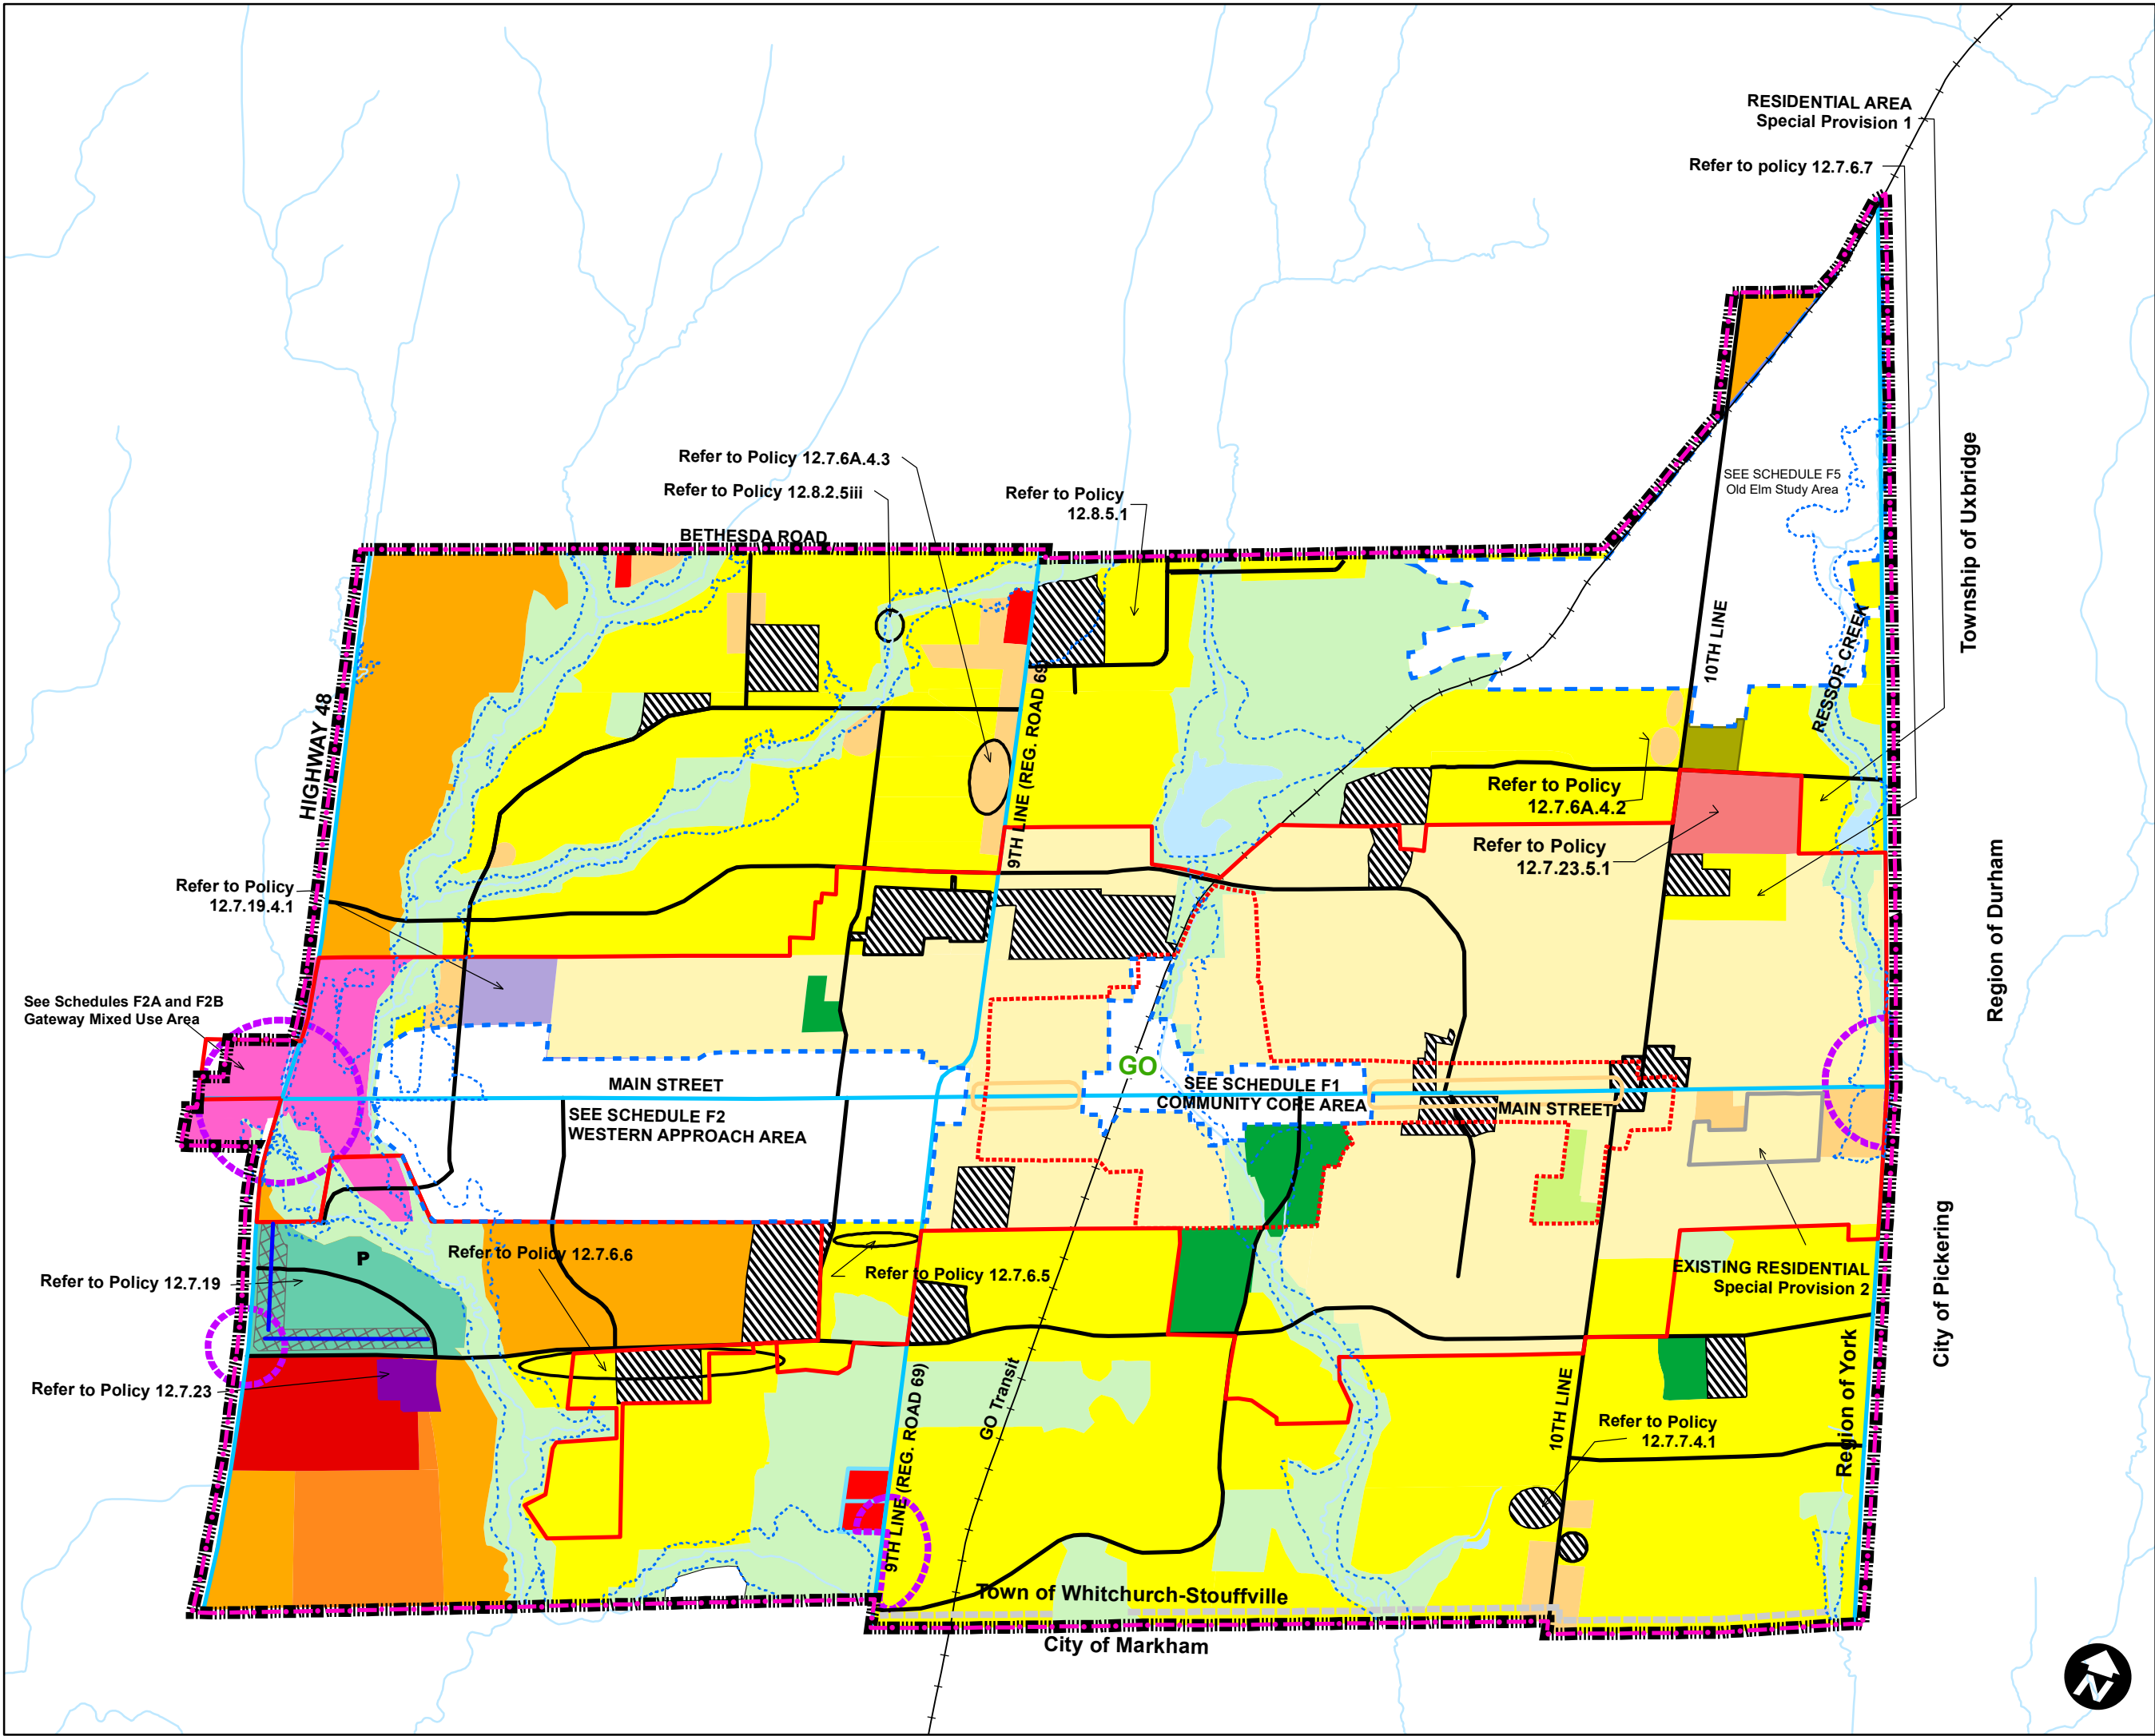 RESIDENTIAL AREA
Special Provision 1
Refer to policy 12.7.6.7
Township of Uxbridge
SEE SCHEDULE F5
Old Elm Study Area
Refer to Policy 12.7.6A.4.3
Refer to Policy 12.8.2.5iii
Refer to Policy
12.8.5.1
BETHESDA ROAD
10TH LINE
RESSOR CREEK
HIGHWAY 48
9TH LINE (REG. ROAD 69)
Refer to Policy
12.7.6A.4.2
Refer to Policy
12.7.23.5.1
Region of Durham
Refer to Policy
12.7.19.4.1
See Schedules F2A and F2B
Gateway Mixed Use Area
GO
MAIN STREET
SEE SCHEDULE F1
COMMUNITY CORE AREA
MAIN STREET
SEE SCHEDULE F2
WESTERN APPROACH AREA
City of Pickering
P
Refer to Policy 12.7.6.6
Refer to Policy 12.7.6.5
EXISTING RESIDENTIAL
Special Provision 2
Refer to Policy 12.7.19
Refer to Policy 12.7.23
GO Transit
9TH LINE (REG. ROAD 69)
10TH LINE
Refer to Policy
12.7.7.4.1
Region of York
Town of Whitchurch-Stouffville
City of Markham
N